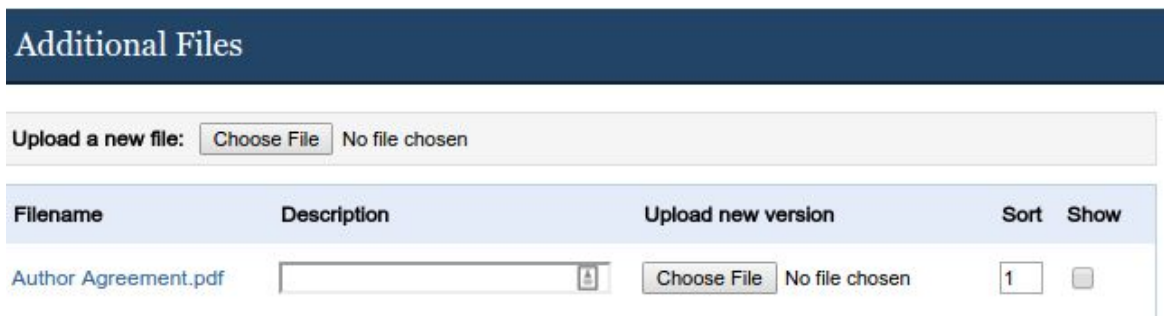 Additional Files
Upload a new file: Choose File No file chosen
Filename Description Upload new version Sort Show
Author Agreement.pdf Choose File No file chosen 1